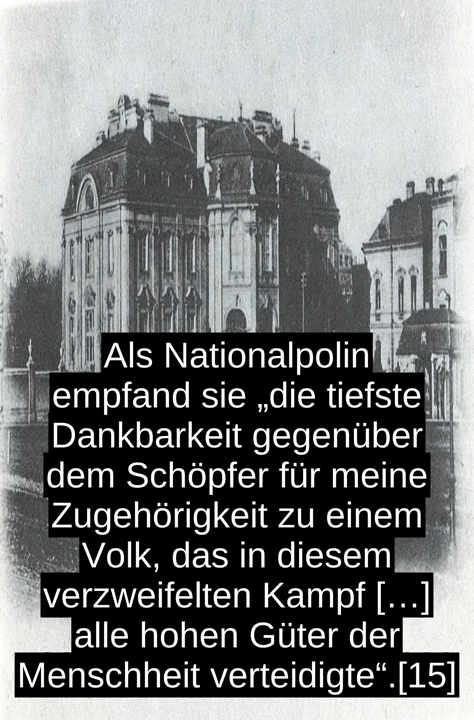 Als Nationalpolin
empfand sie „die tiefste
Dankbarkeit gegenüber
dem Schöpfer für meine
Zugehörigkeit zu einem
Volk, das in diesem
verzweifelten Kampf […]
alle hohen Güter der
Menschheit verteidigte“.[15]